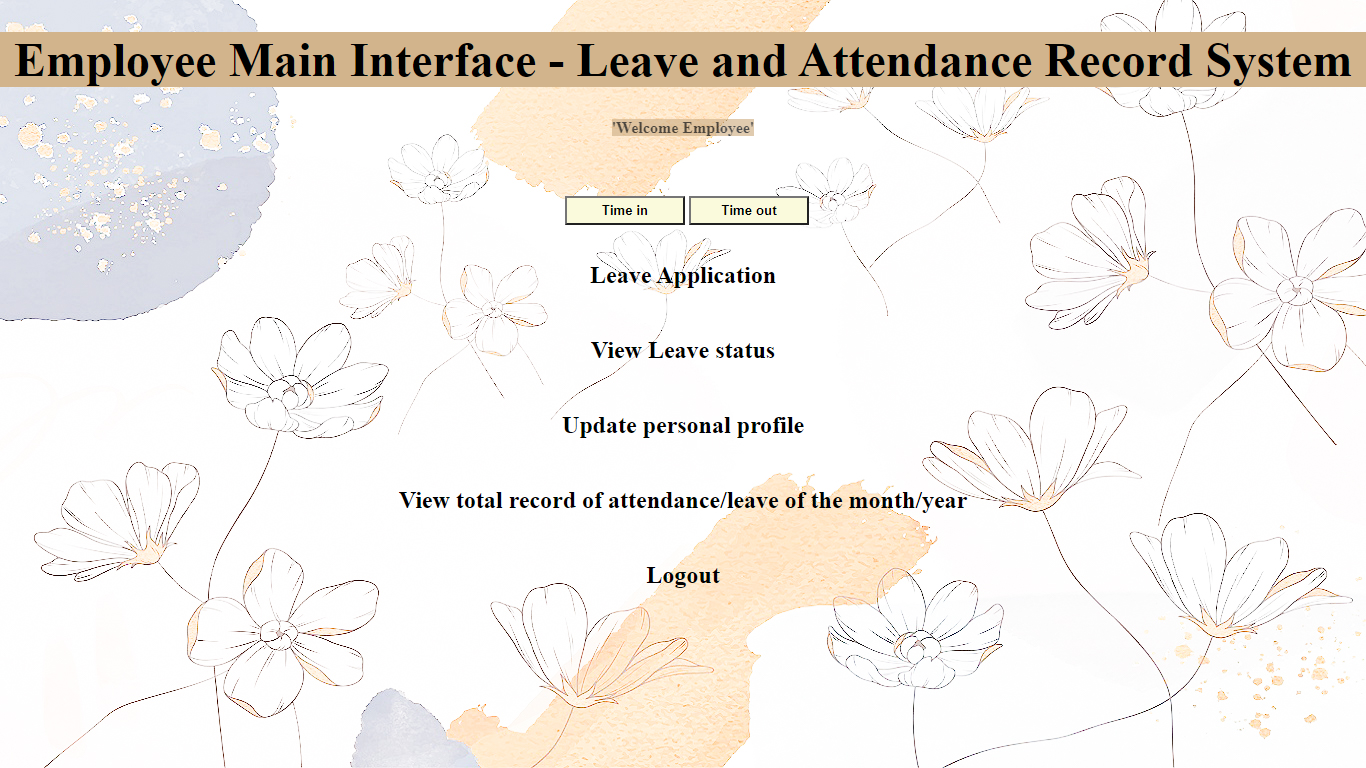 Employee Main Interface - Leave and Attendance Record System
'Welcome Employee'
Time in Time out
Leave Application
View Leave status
Update personal profile
View total record of attendance/leave of the month/year
Logout